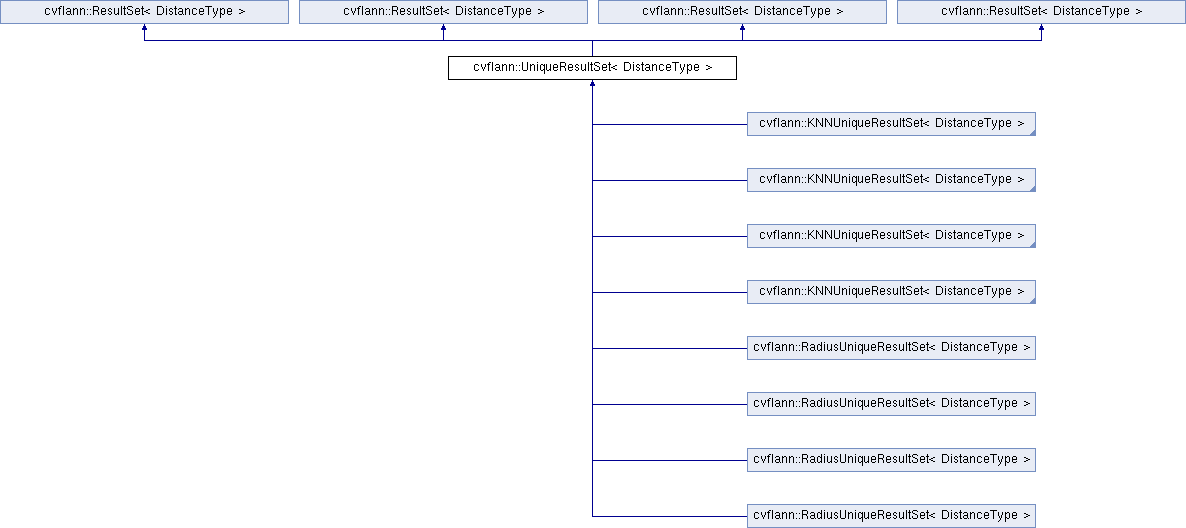 cvflann::ResultSet< DistanceType >
cvflann::ResultSet< DistanceType >
cvflann::ResultSet< DistanceType >
cvflann::ResultSet< DistanceType >
cvflann::UniqueResultSet< DistanceType >
cvflann::KNNUniqueResultSet< DistanceType >
cvflann::KNNUniqueResultSet< DistanceType >
cvflann::KNNUniqueResultSet< DistanceType >
cvflann::KNNUniqueResultSet< DistanceType >
cvflann::RadiusUniqueResultSet< DistanceType >
cvflann::RadiusUniqueResultSet< DistanceType >
cvflann::RadiusUniqueResultSet< DistanceType >
cvflann::RadiusUniqueResultSet< DistanceType >